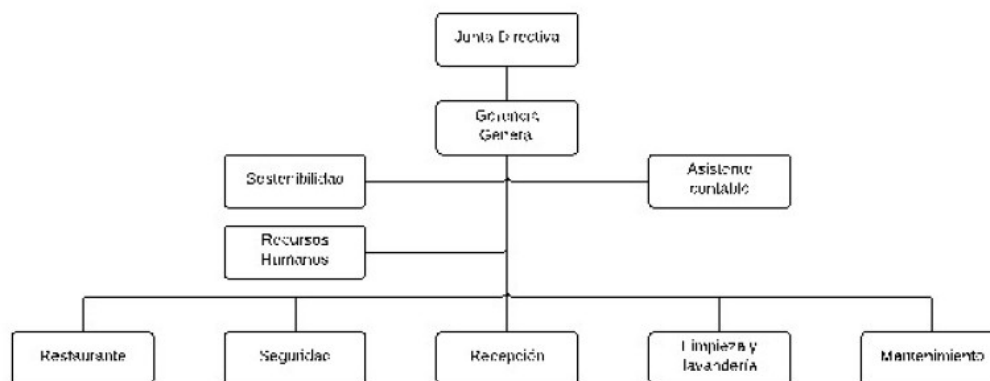 Junta Directiva
Gerencia
General
Sostenibilidad
Asistente
contable
Recursos
Humanos
Restaurante
Seguridad
Recepción
Limpieza y
lavandería
Mantenimiento